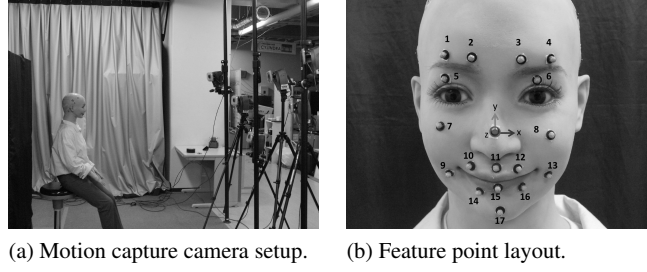 1 2 3 4
5 6
y
z x
7 8
10 11 12
9 13
14 15 16
17
(a) Motion capture camera setup.
(b) Feature point layout.